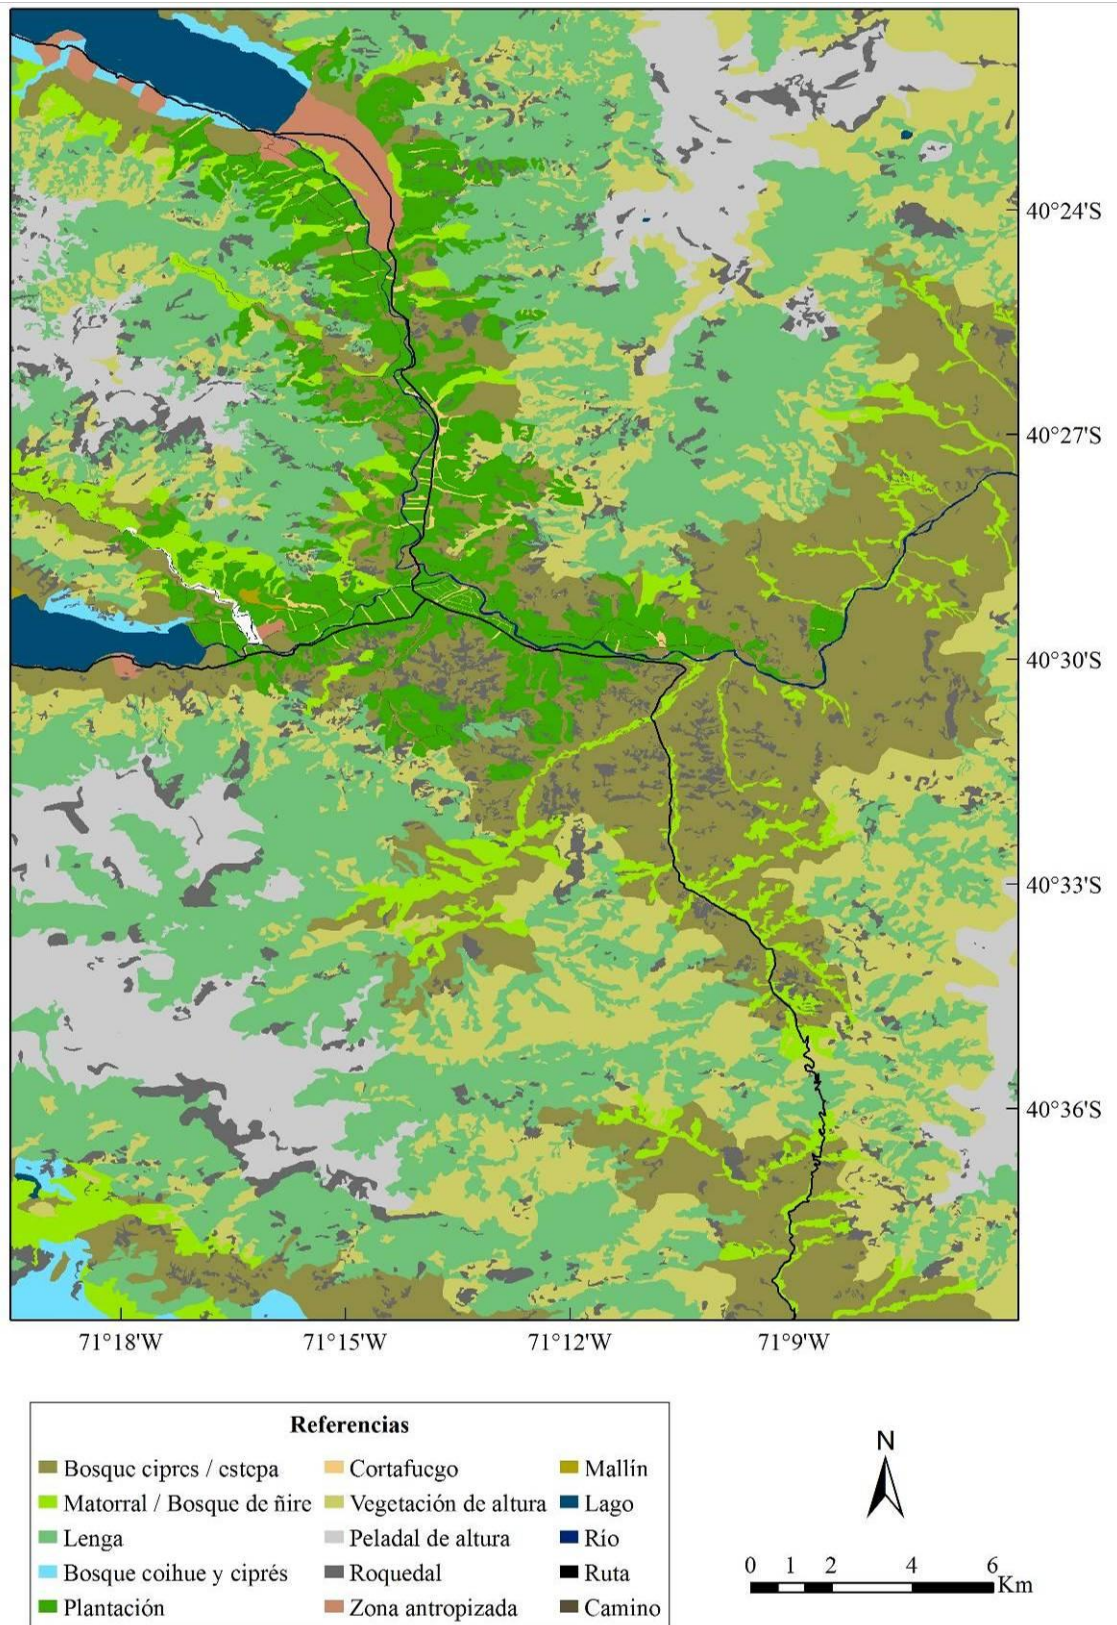 40°24'S
40°27'S
40°30'S
40°33'S
40°36'S
71°18'W 71°15'W 71°12'W 71°9'W
Referencias
Bosque cipres / estepa Cortafuego Mallín
Matorral / Bosque de ñire Vegetación de altura Lago
Lenga Peladal de altura Río
Bosque coihue y ciprés Roquedal Ruta
Plantación Zona antropizada Camino
N
0 1 2 4 6
Km